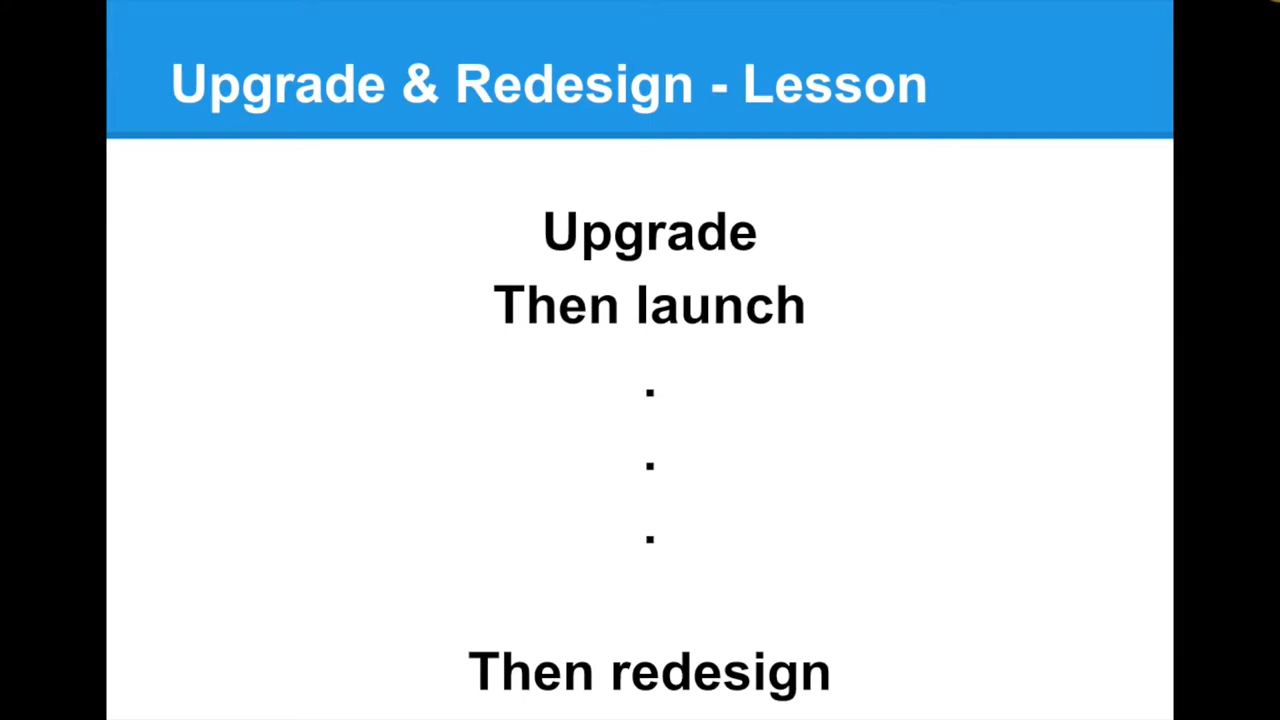 Upgrade & Redesign - Lesson
Upgrade
Then launch
.
.
.
Then redesign